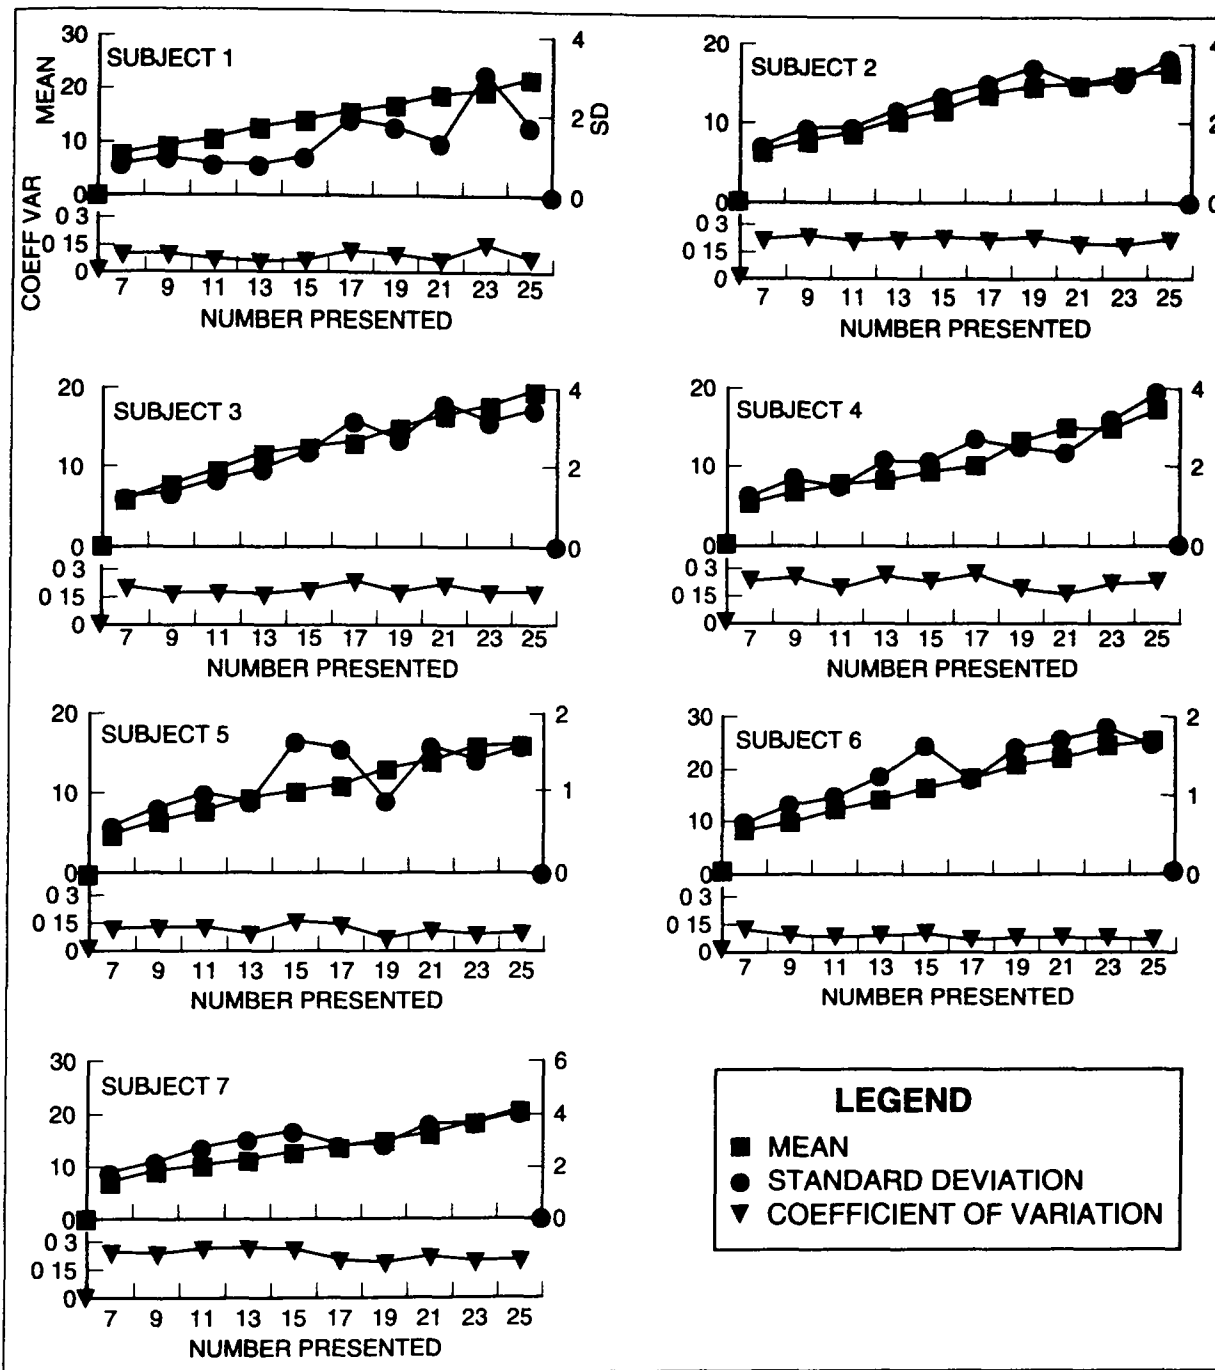 SUBJECT 1
MEAN
30
20
10
0
4
2
0
SD
COEFF VAR
0 3
0 15
0
7 9 11 13 15 17 19 21 23 25
NUMBER PRESENTED
SUBJECT 2
20
10
0
4
2
0
0 3
0 15
0
7 9 11 13 15 17 19 21 23 25
NUMBER PRESENTED
SUBJECT 3
20
10
0
4
2
0
0 3
0 15
0
7 9 11 13 15 17 19 21 23 25
NUMBER PRESENTED
SUBJECT 4
20
10
0
4
2
0
0 3
0 15
0
7 9 11 13 15 17 19 21 23 25
NUMBER PRESENTED
SUBJECT 5
20
10
0
2
1
0
0 3
0 15
0
7 9 11 13 15 17 19 21 23 25
NUMBER PRESENTED
SUBJECT 6
30
20
10
0
2
1
0
0 3
0 15
0
7 9 11 13 15 17 19 21 23 25
NUMBER PRESENTED
SUBJECT 7
30
20
10
0
6
4
2
0
0 3
0 15
0
7 9 11 13 15 17 19 21 23 25
NUMBER PRESENTED
LEGEND
MEAN
STANDARD DEVIATION
COEFFICIENT OF VARIATION